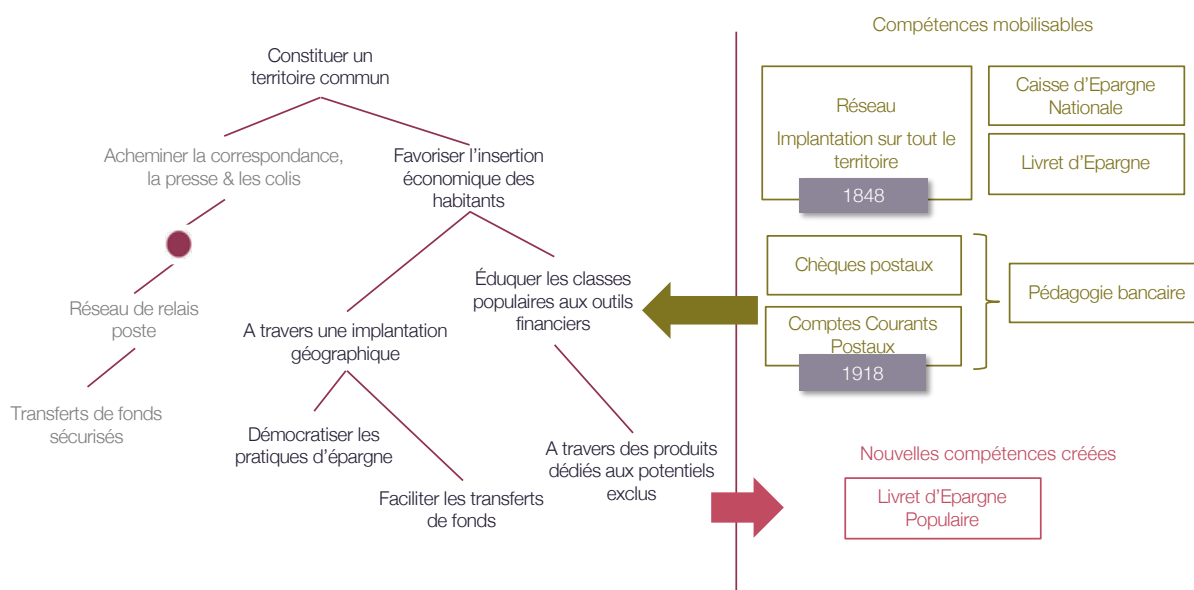 Constituer un
territoire commun
Acheminer la correspondance,
la presse & les colis
Favoriser l'insertion
économique des
habitants
Réseau de relais
poste
A travers une implantation
géographique
Éduquer les classes
populaires aux outils
financiers
Transferts de fonds
sécurisés
Démocratiser les
pratiques d'épargne
Faciliter les transferts
de fonds
A travers des produits
dédiés aux potentiels
exclus
Compétences mobilisables
Réseau
Implantation sur tout le
territoire
1848
Caisse d'Epargne
Nationale
Livret d'Epargne
Chèques postaux
Comptes Courants
Postaux
1918
Pédagogie bancaire
Nouvelles compétences créées
Livret d'Epargne
Populaire